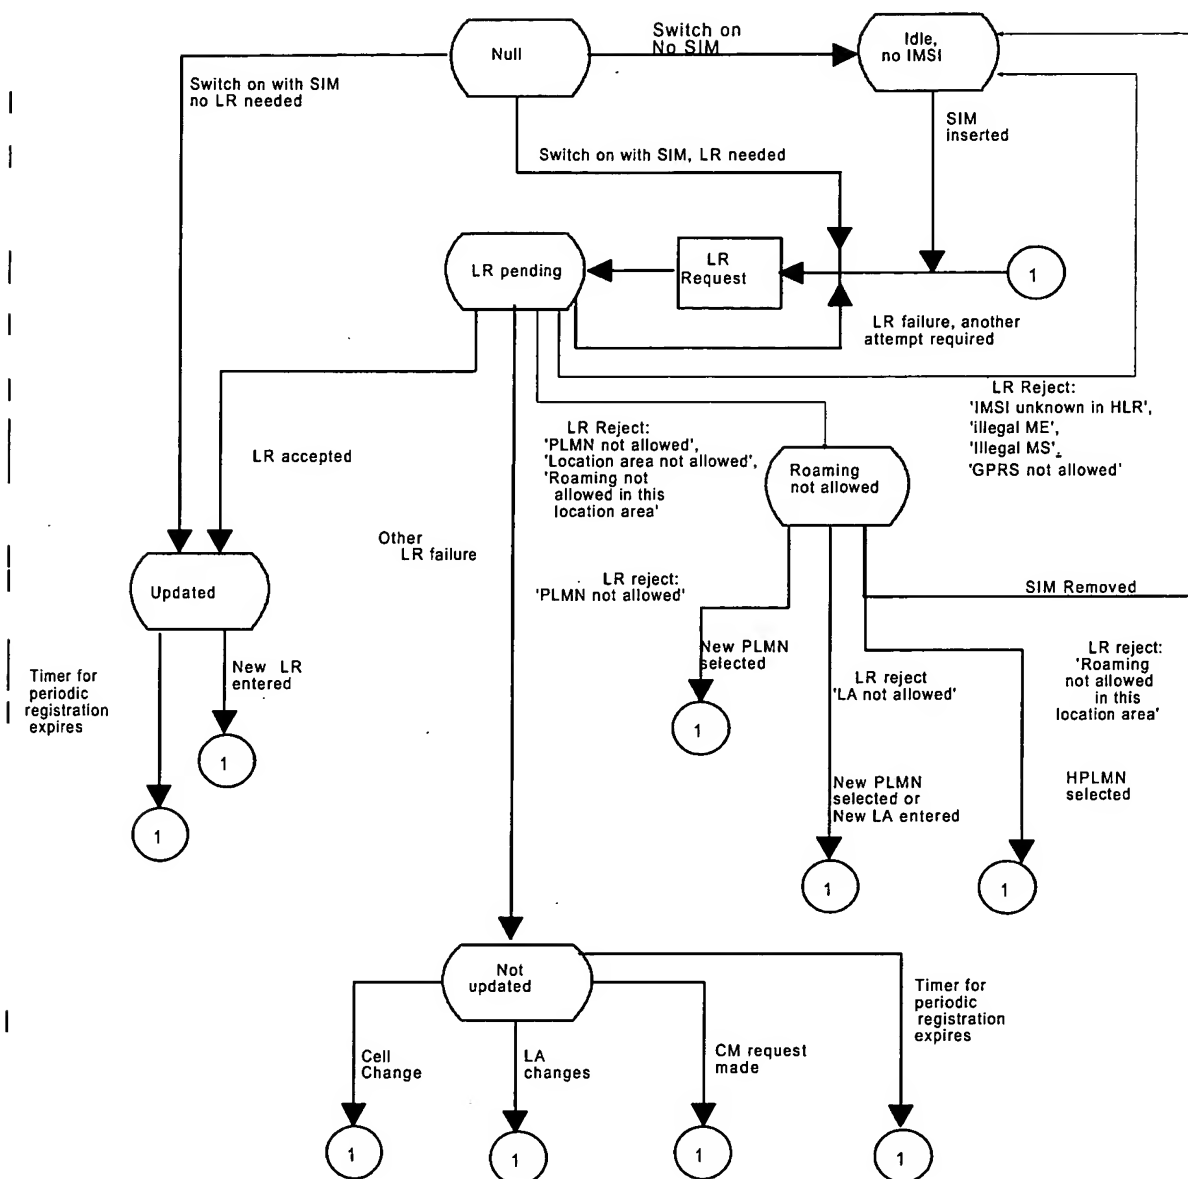 Null
Switch on
No SIM
Idle,
no IMSI
Switch on with SIM
no LR needed
SIM
inserted
Switch on with SIM, LR needed
LR pending
LR
Request
1
LR failure, another
attempt required
LR Reject:
'IMSI unknown in HLR',
'illegal ME',
'Illegal MS',
'GPRS not allowed'
LR Reject:
'PLMN not allowed',
'Location area not allowed',
'Roaming not
allowed in this
location area'
LR accepted
Roaming
not allowed
Other
LR failure
Updated
LR reject:
'PLMN not allowed'
SIM Removed
New PLMN
selected
LR reject
'LA not allowed'
LR reject:
'Roaming
not allowed
in this
location area'
Timer for
periodic
registration
expires
New LR
entered
1
1
1
New PLMN
selected or
New LA entered
HPLMN
selected
1
1
Not
updated
Timer for
periodic
registration
expires
Cell
Change
LA
changes
CM request
made
1
1
1
1